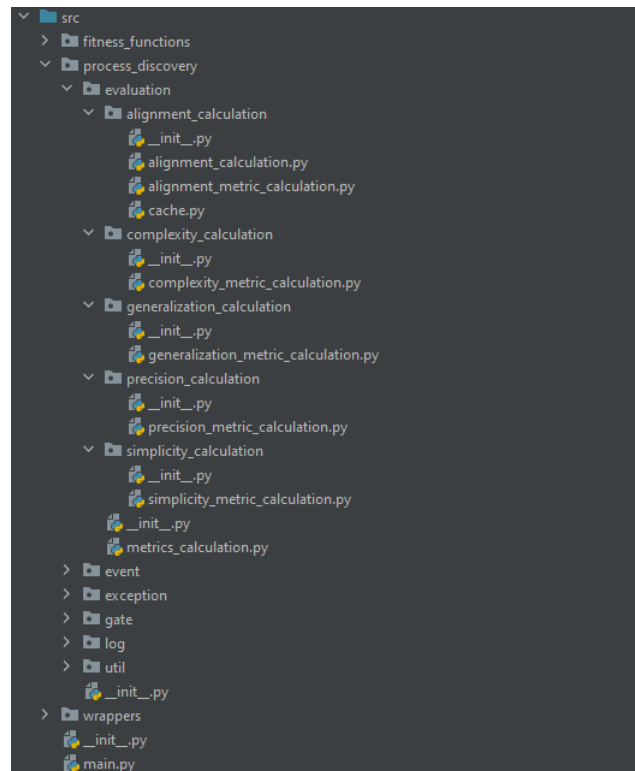 src
fitness_functions
process_discovery
evaluation
alignment_calculation
__init__.py
alignment_calculation.py
alignment_metric_calculation.py
cache.py
complexity_calculation
__init__.py
complexity_metric_calculation.py
generalization_calculation
__init__.py
generalization_metric_calculation.py
precision_calculation
__init__.py
precision_metric_calculation.py
simplicity_calculation
__init__.py
simplicity_metric_calculation.py
__init__.py
metrics_calculation.py
event
exception
gate
log
util
__init__.py
wrappers
__init__.py
main.py